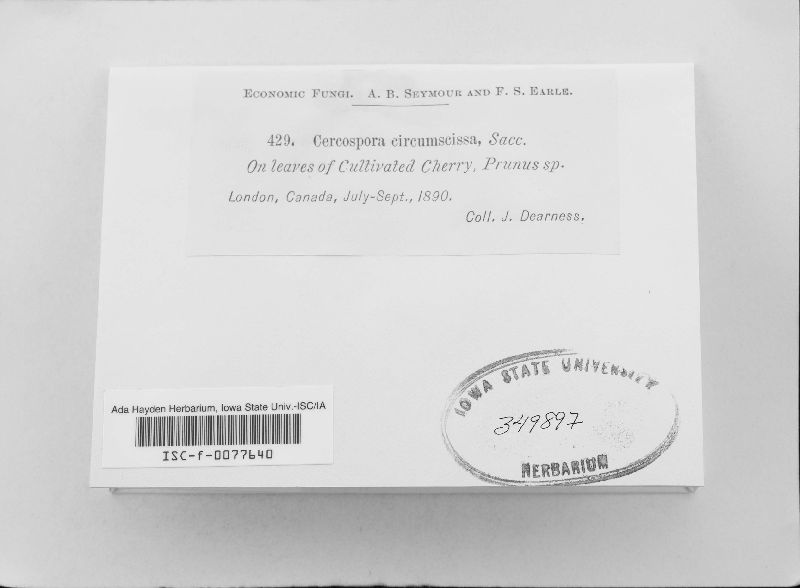 ECONOMIC FUNGI. A. B. SEYMOUR AND F. S. EARLE.
429. Cercospora circumscissa, Sacc.
On leaves of Cultivated Cherry, Prunus sp.
London, Canada, July-Sept., 1890.
Coll. J. Dearness.
IOWA STATE UNIVERSITY
349897
HERBARIUM
Ada Hayden Herbarium, Iowa State Univ.-ISC/IA
ISC-f-0077640